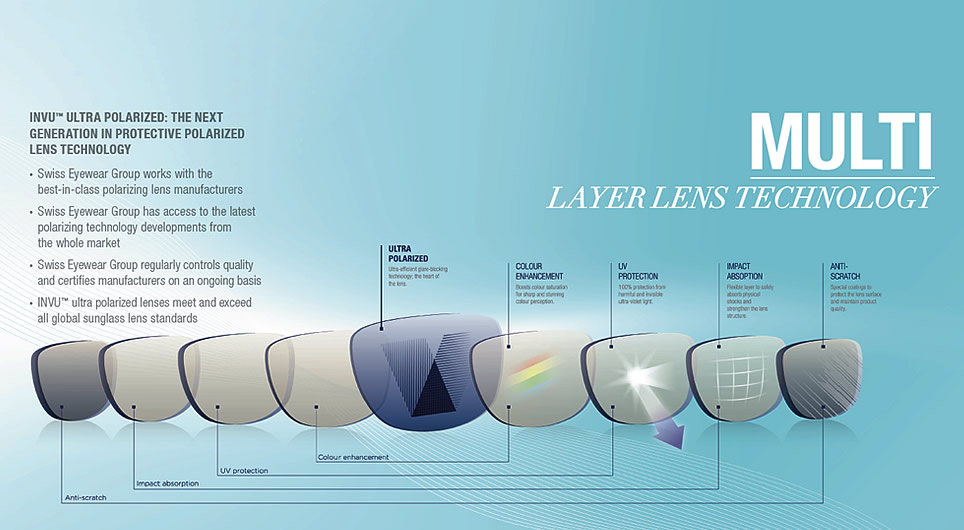 INVU™ ULTRA POLARIZED: THE NEXT
GENERATION IN PROTECTIVE POLARIZED
LENS TECHNOLOGY
• Swiss Eyewear Group works with the
best-in-class polarizing lens manufacturers
• Swiss Eyewear Group has access to the latest
polarizing technology developments from
the whole market
• Swiss Eyewear Group regularly controls quality
and certifies manufacturers on an ongoing basis
• INVU™ ultra polarized lenses meet and exceed
all global sunglass lens standards
MULTI
LAYER LENS TECHNOLOGY
ULTRA
POLARIZED
Ultra-efficient glare-blocking
technology; the heart of
the lens.
COLOUR
ENHANCEMENT
Boosts colour saturation
for sharp and stunning
colour perception.
UV
PROTECTION
100% protection from
harmful and invisible
ultra-violet light.
IMPACT
ABSOPTION
Flexible layer to safely
absorb physical
shocks and
strengthen the lens
structure
ANTI-
SCRATCH
Special coatings to
protect the lens surface
and maintain product
quality.
Colour enhancement
UV protection
Impact absorption
Anti-scratch